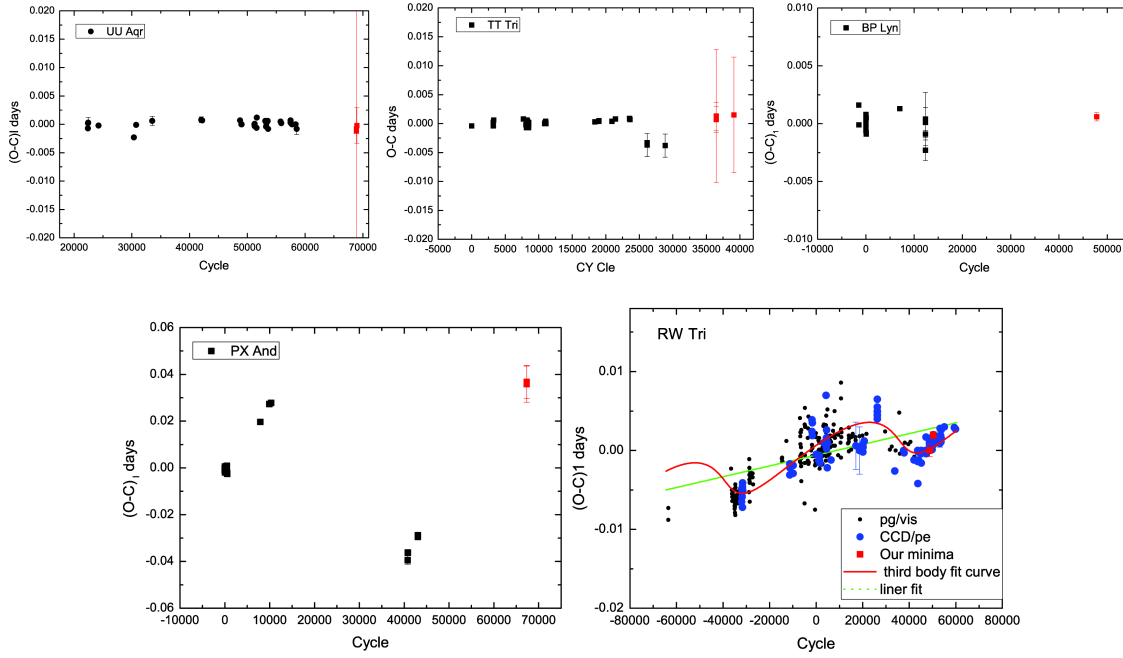 UU Aqr
0.020
0.015
0.010
0.005
0.000
-0.005
-0.010
-0.015
-0.020
(O-C)I days
20000 30000 40000 50000 60000 70000
Cycle
TT Tri
0.020
0.015
0.010
0.005
0.000
-0.005
-0.010
-0.015
-0.020
O-C days
-5000 0 5000 10000 15000 20000 25000 30000 35000 40000
CY Cle
BP Lyn
0.010
0.005
0.000
-0.005
-0.010
(O-C)1 days
-10000 0 10000 20000 30000 40000 50000
Cycle
PX And
0.06
0.04
0.02
0.00
-0.02
-0.04
-0.06
(O-C)I days
-10000 0 10000 20000 30000 40000 50000 60000 70000
Cycle
RW Tri
0.01
0.00
-0.01
-0.02
(O-C)1 days
pg/vis
CCD/pe
Our minima
third body fit curve
liner fit
-80000 -60000 -40000 -20000 0 20000 40000 60000 80000
Cycle